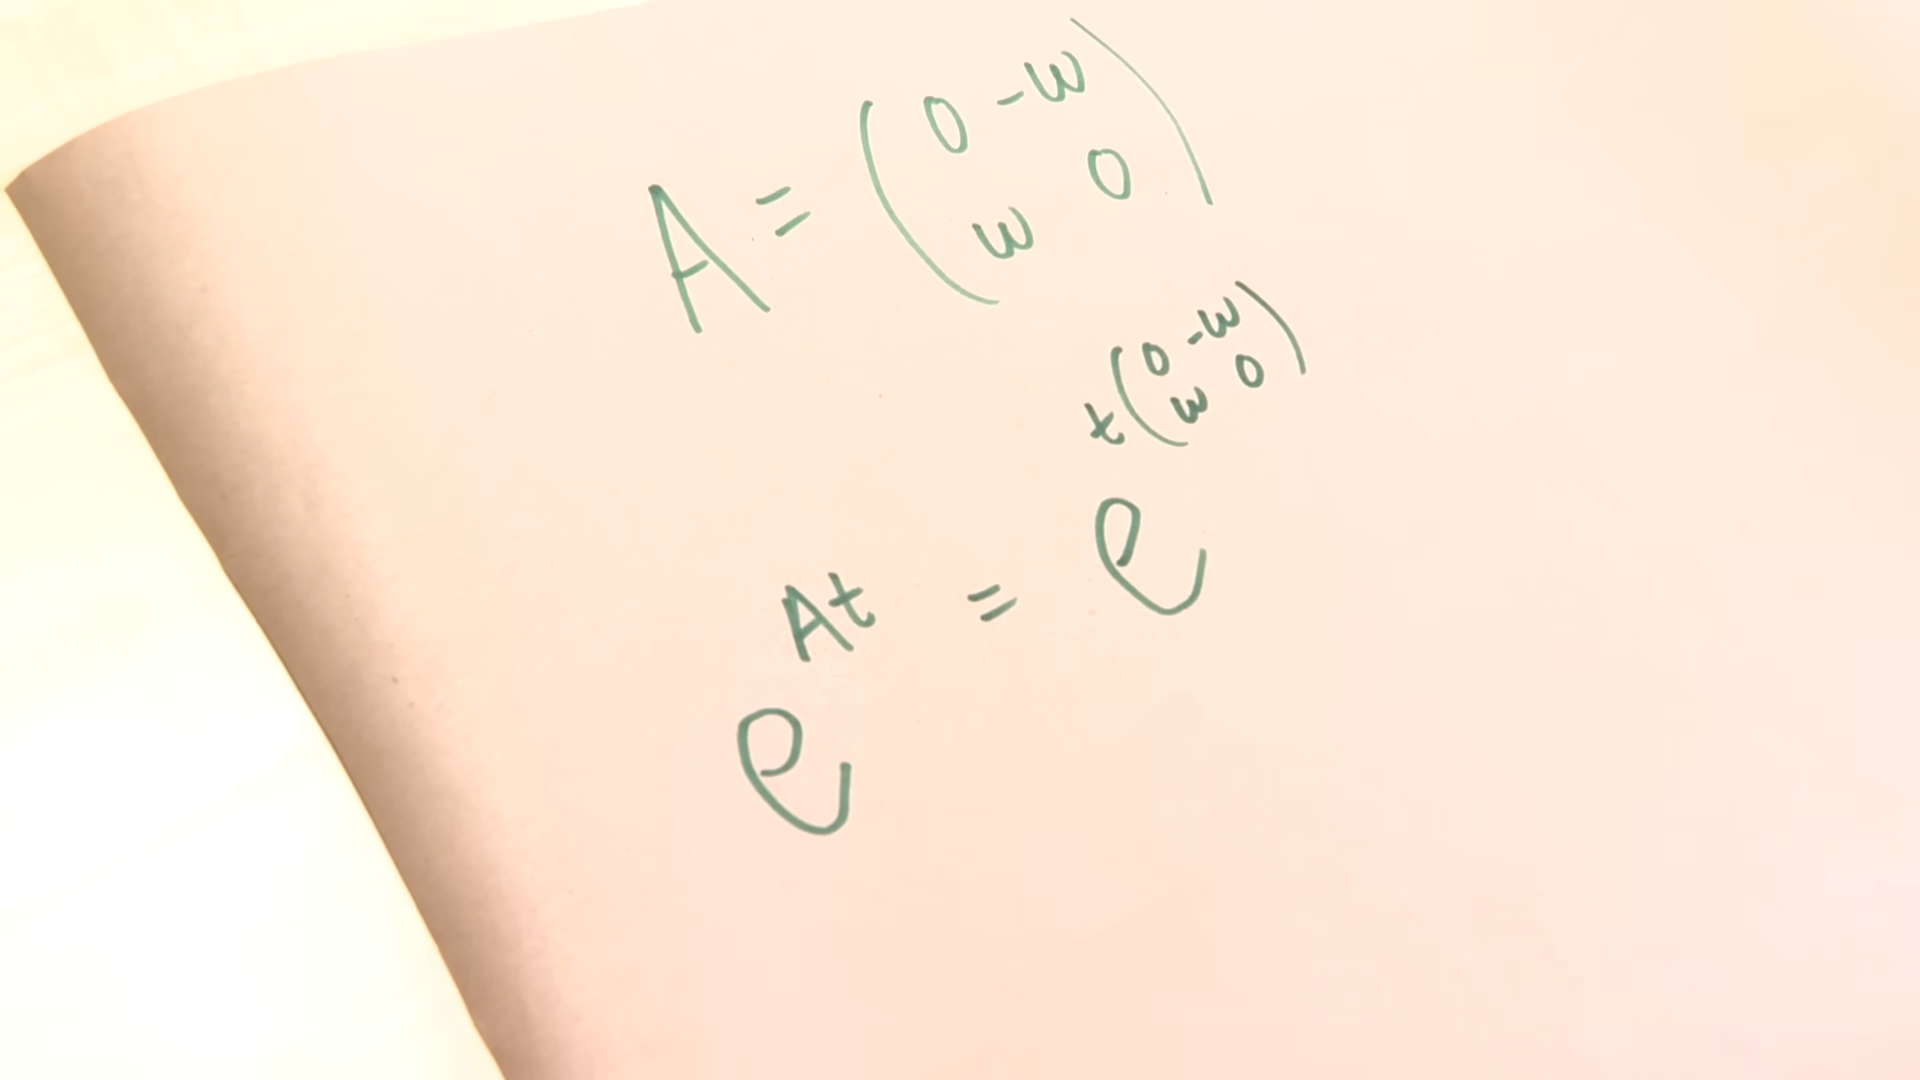 A = ( 0 -w
w 0 )
e At = e t ( 0 -w
w 0 )